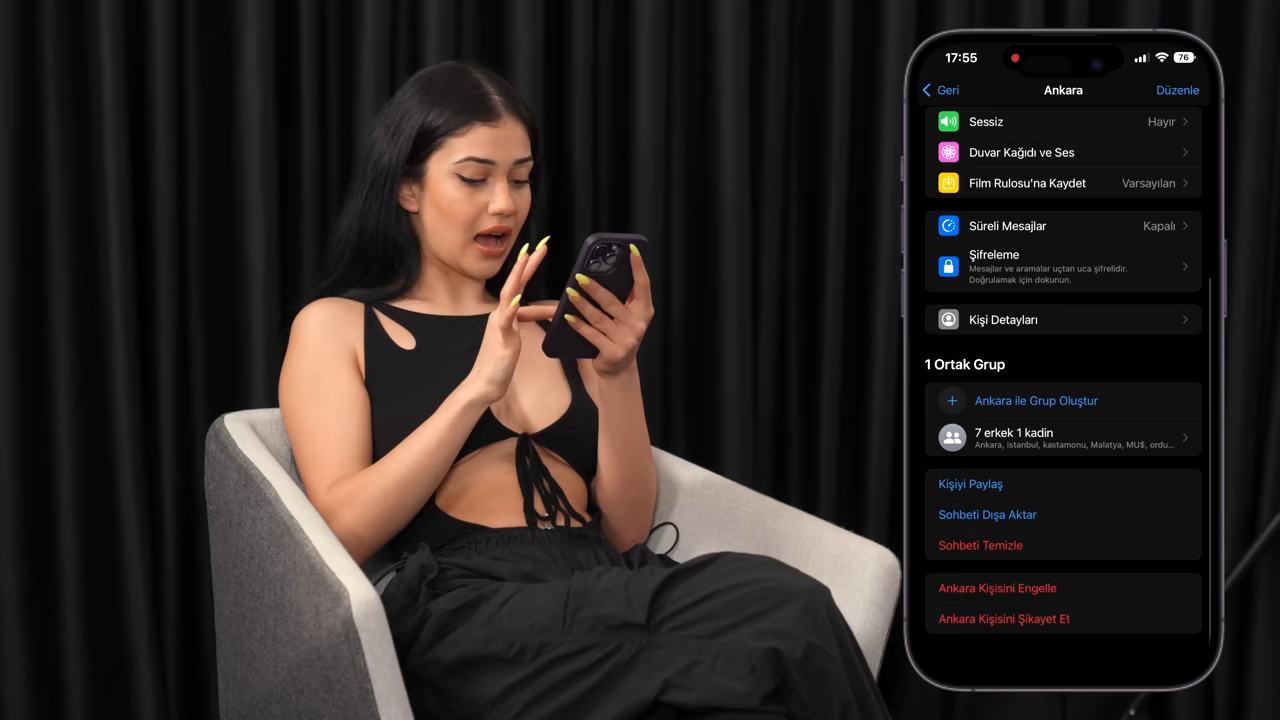 17:55
76
Geri
Ankara
Düzenle
Sessiz
Hayır
Duvar Kağıdı ve Ses
Film Rulosu'na Kaydet
Varsayılan
Süreli Mesajlar
Kapalı
Şifreleme
Mesajlar ve aramalar uçtan uca şifrelidir.
Doğrulamak için dokunun.
Kişi Detayları
1 Ortak Grup
Ankara ile Grup Oluştur
7 erkek 1 kadin
Ankara, istanbul, kastamonu, Malatya, MU$, ordu...
Kişiyi Paylaş
Sohbeti Dışa Aktar
Sohbeti Temizle
Ankara Kişisini Engelle
Ankara Kişisini Şikayet Et